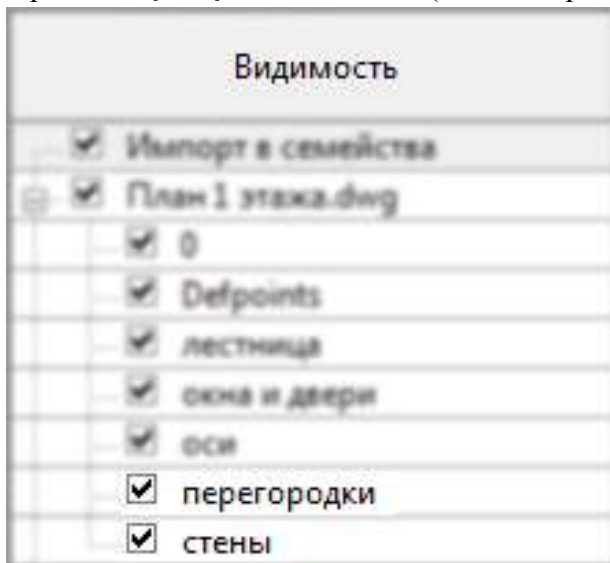 Видимость
Импорт в семейства
План 1 этажа.dwg
0
Defpoints
лестница
окна и двери
оси
перегородки
стены